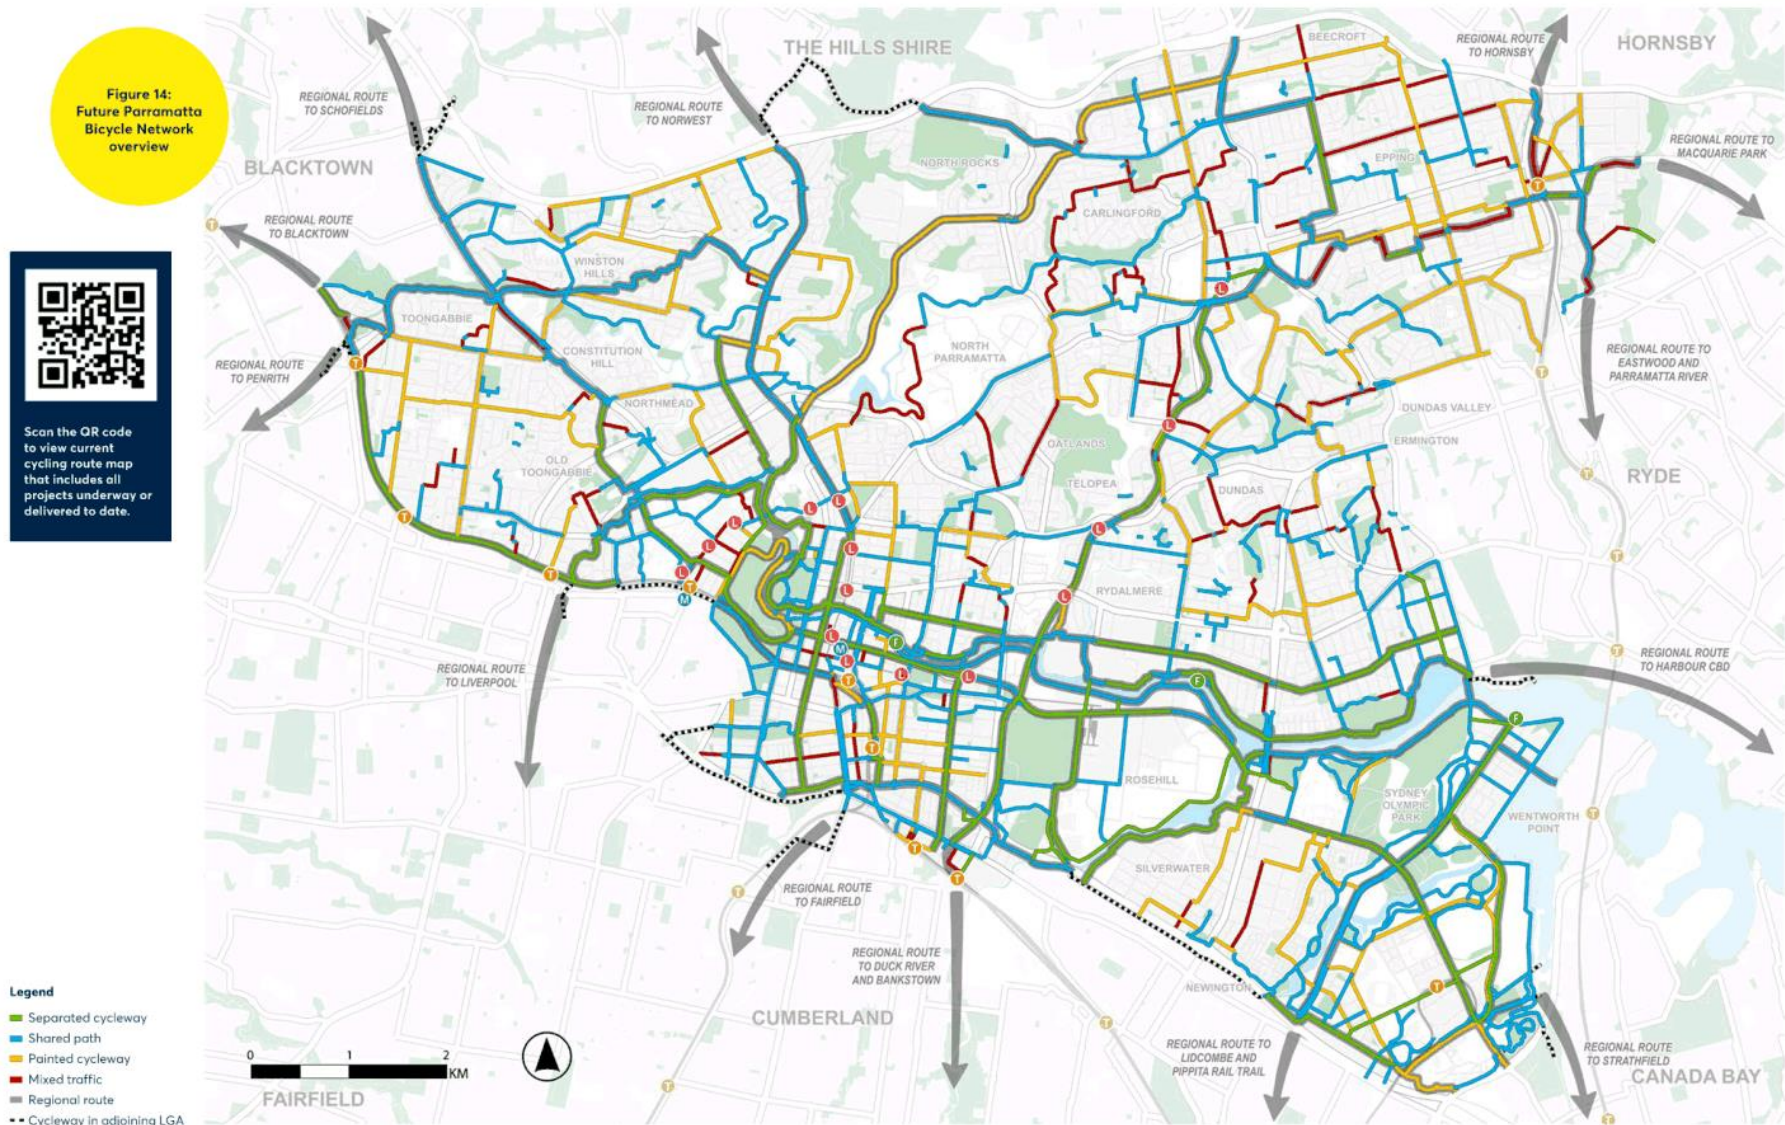 Figure 14:
Future Parramatta
Bicycle Network
overview
THE HILLS SHIRE
BEECROFT
REGIONAL ROUTE
TO HORNSBY
HORNSBY
REGIONAL ROUTE
TO SCHOFIELDS
REGIONAL ROUTE
TO NORWEST
BLACKTOWN
NORTH ROCKS
EPPING
REGIONAL ROUTE TO
MACQUARIE PARK
REGIONAL ROUTE
TO BLACKTOWN
CARLINGFORD
T
T
WINSTON
HILLS
L
TOONGABBIE
NORTH
PARRAMATTA
CONSTITUTION
HILL
REGIONAL ROUTE
TO PENRITH
T
REGIONAL ROUTE TO
EASTWOOD AND
PARRAMATTA RIVER
T
NORTHMEAD
DUNDAS VALLEY
Scan the QR code
to view current
cycling route map
that includes all
projects underway or
delivered to date.
L
OATLANDS
ERMINGTON
OLD
TOONGABBIE
RYDE
T
TELOPEA
DUNDAS
T
L
L
L
L
L
L
T
T
L
T
M
L
L
RYDALMERE
L
F
M
L
T
L
L
F
T
REGIONAL ROUTE
TO LIVERPOOL
REGIONAL ROUTE
TO HARBOUR CBD
F
T
ROSEHILL
SYDNEY
OLYMPIC
PARK
WENTWORTH
POINT
T
T
T
T
SILVERWATER
REGIONAL ROUTE
TO FAIRFIELD
REGIONAL ROUTE
TO DUCK RIVER
AND BANKSTOWN
NEWINGTON
T
Legend
Separated cycleway
Shared path
Painted cycleway
Mixed traffic
Regional route
Cycleway in adjoining LGA
CUMBERLAND
T
0 1 2
KM
REGIONAL ROUTE TO
LIDCOMBE AND
PIPPITA RAIL TRAIL
REGIONAL ROUTE
TO STRATHFIELD
CANADA BAY
T
FAIRFIELD
T